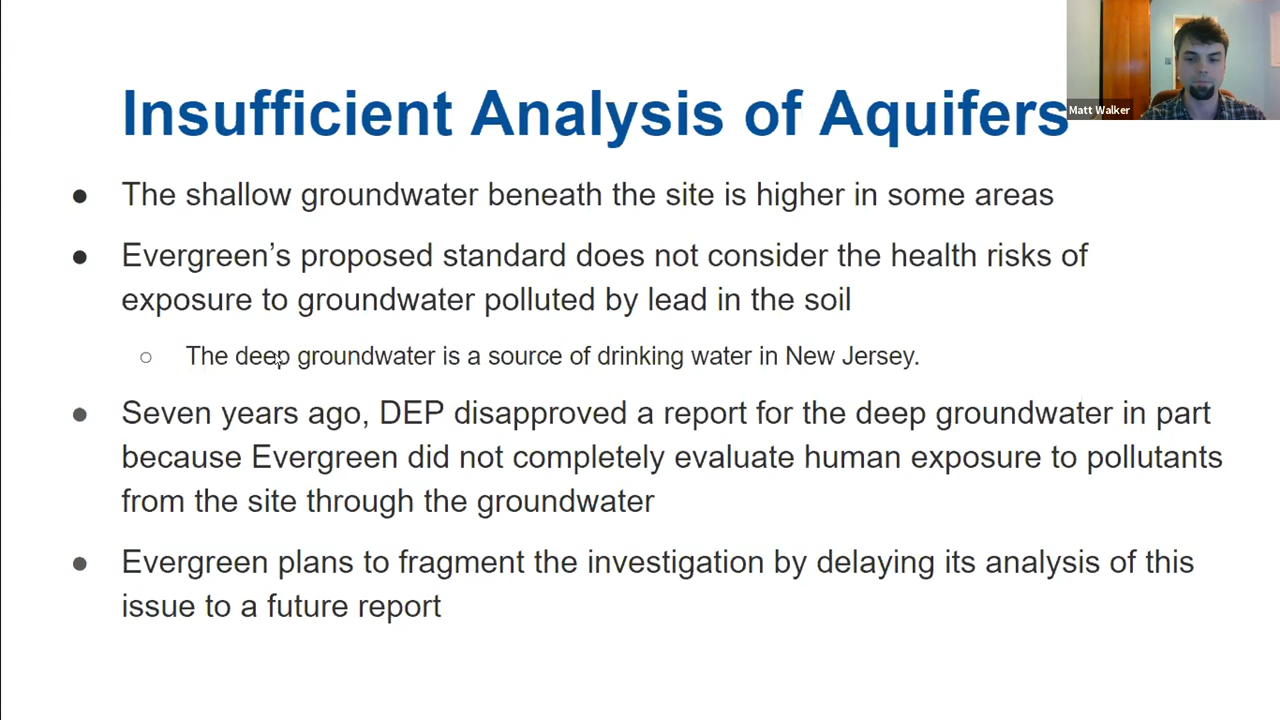 Insufficient Analysis of Aquifers
Matt Walker
● The shallow groundwater beneath the site is higher in some areas
● Evergreen’s proposed standard does not consider the health risks of
exposure to groundwater polluted by lead in the soil
○ The deep groundwater is a source of drinking water in New Jersey.
● Seven years ago, DEP disapproved a report for the deep groundwater in part
because Evergreen did not completely evaluate human exposure to pollutants
from the site through the groundwater
● Evergreen plans to fragment the investigation by delaying its analysis of this
issue to a future report